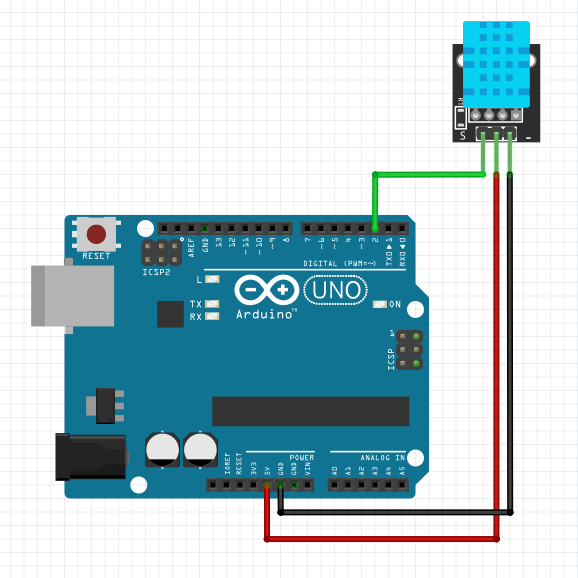 S -
RESET
ICSP2
AREF
GND
13
12
~11
~10
~9
8
7
~6
~5
4
~3
2
TX0▶1
RX0◀0
DIGITAL (PWM=~)
L
TX
RX
Arduino™
UNO
ON
1
ICSP
POWER
ANALOG IN
IOREF
RESET
3V3
5V
GND
GND
VIN
A0
A1
A2
A3
A4
A5